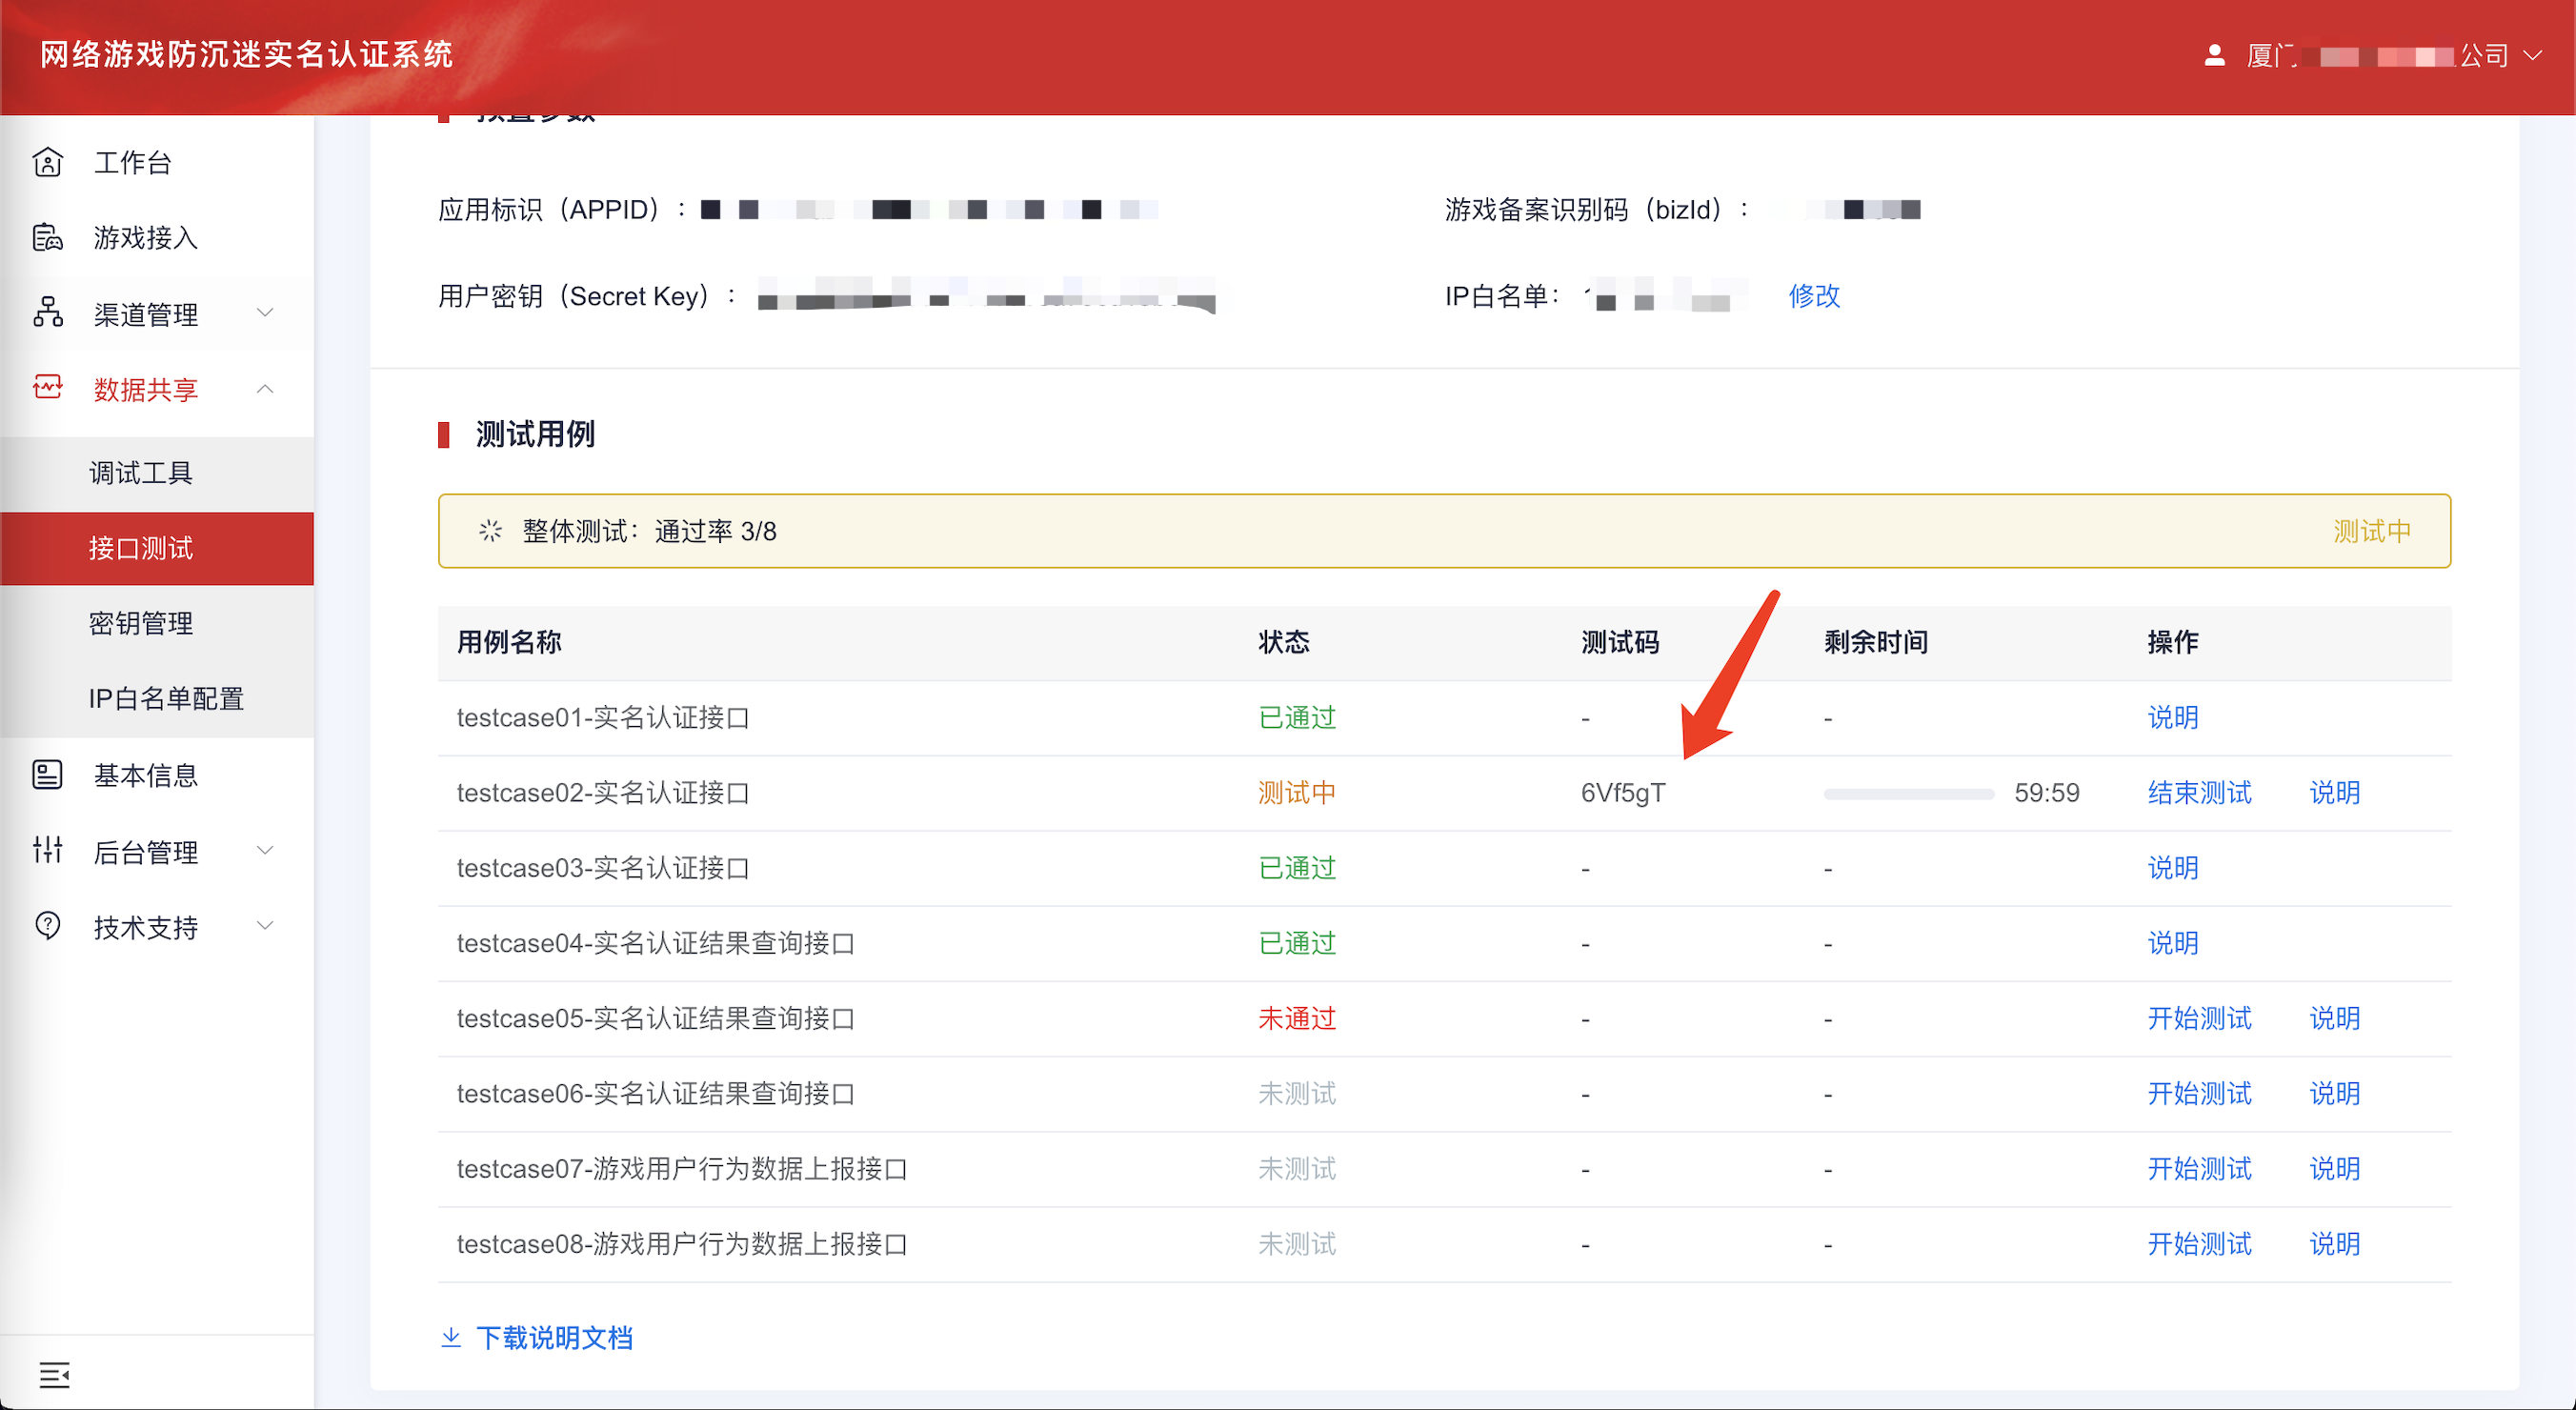 网络游戏防沉迷实名认证系统
厦门 公司
工作台
游戏接入
渠道管理
数据共享
调试工具
接口测试
密钥管理
IP白名单配置
基本信息
后台管理
技术支持
应用标识（APPID）：
游戏备案识别码（bizId）：
用户密钥（Secret Key）：
IP白名单： 修改
测试用例
整体测试：通过率 3/8 测试中
用例名称 状态 测试码 剩余时间 操作
testcase01-实名认证接口 已通过 - - 说明
testcase02-实名认证接口 测试中 6Vf5gT 59:59 结束测试 说明
testcase03-实名认证接口 已通过 - - 说明
testcase04-实名认证结果查询接口 已通过 - - 说明
testcase05-实名认证结果查询接口 未通过 - - 开始测试 说明
testcase06-实名认证结果查询接口 未测试 - - 开始测试 说明
testcase07-游戏用户行为数据上报接口 未测试 - - 开始测试 说明
testcase08-游戏用户行为数据上报接口 未测试 - - 开始测试 说明
下载说明文档